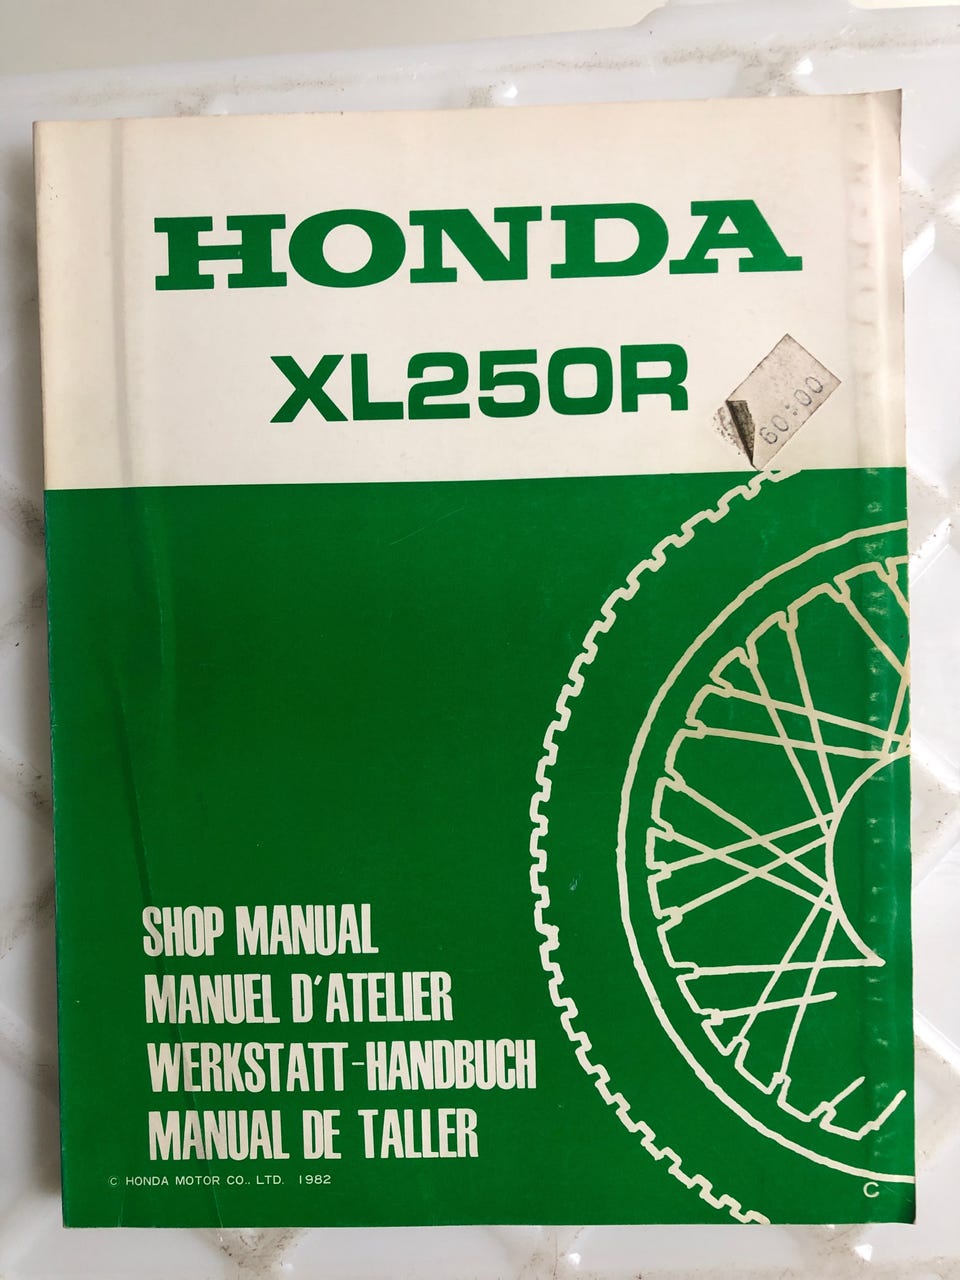 HONDA
XL250R
60:00
SHOP MANUAL
MANUEL D'ATELIER
WERKSTATT-HANDBUCH
MANUAL DE TALLER
© HONDA MOTOR CO., LTD. 1982
C